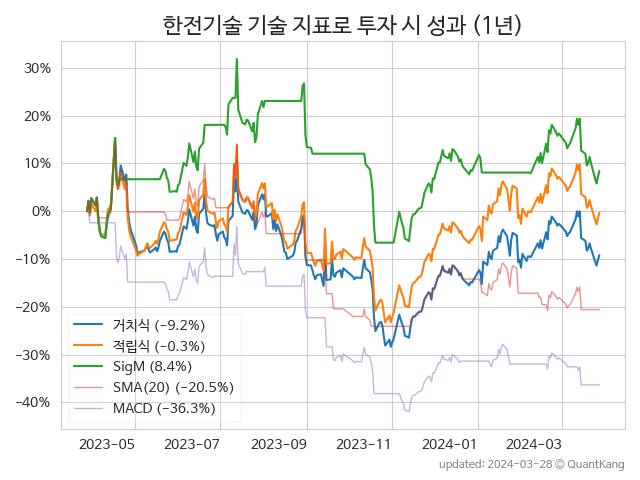 한전기술 기술 지표로 투자 시 성과 (1년)
30%
20%
10%
0%
−10%
−20%
−30%
−40%
거치식 (−9.2%)
적립식 (−0.3%)
SigM (8.4%)
SMA(20) (−20.5%)
MACD (−36.3%)
2023-05 2023-07 2023-09 2023-11 2024-01 2024-03
updated: 2024-03-28 © QuantKang